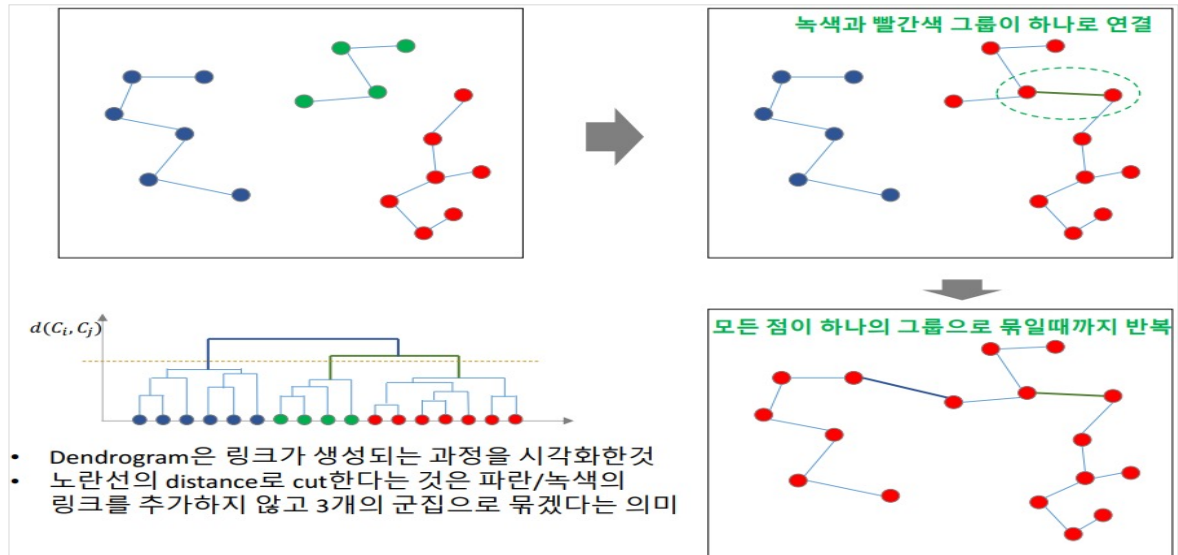 녹색과 빨간색 그룹이 하나로 연결
모든 점이 하나의 그룹으로 묶일때까지 반복
d(Cᵢ, Cⱼ)
• Dendrogram은 링크가 생성되는 과정을 시각화한것
• 노란선의 distance로 cut한다는 것은 파란/녹색의
링크를 추가하지 않고 3개의 군집으로 묶겠다는 의미